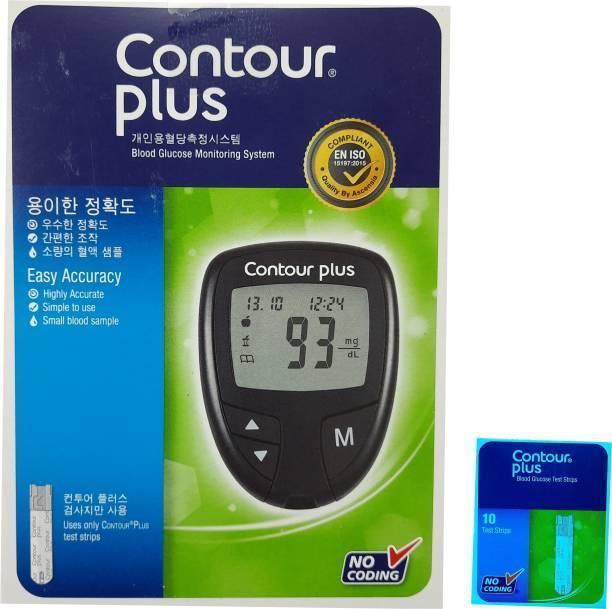 Contour®
plus
개인용혈당측정시스템
Blood Glucose Monitoring System
COMPLIANT
EN ISO
15197:2015
Quality By Ascensia
용이한 정확도
우수한 정확도
간편한 조작
소량의 혈액 샘플
Easy Accuracy
Highly Accurate
Simple to use
Small blood sample
Contour plus
13.10 12:24
93 mg/dL
M
컨투어 플러스
검사지만 사용
Uses only CONTOUR®PLUS
test strips
Contour
NO
CODING
Contour®
plus
Blood Glucose Test Strips
10
Test Strips
NO
CODING